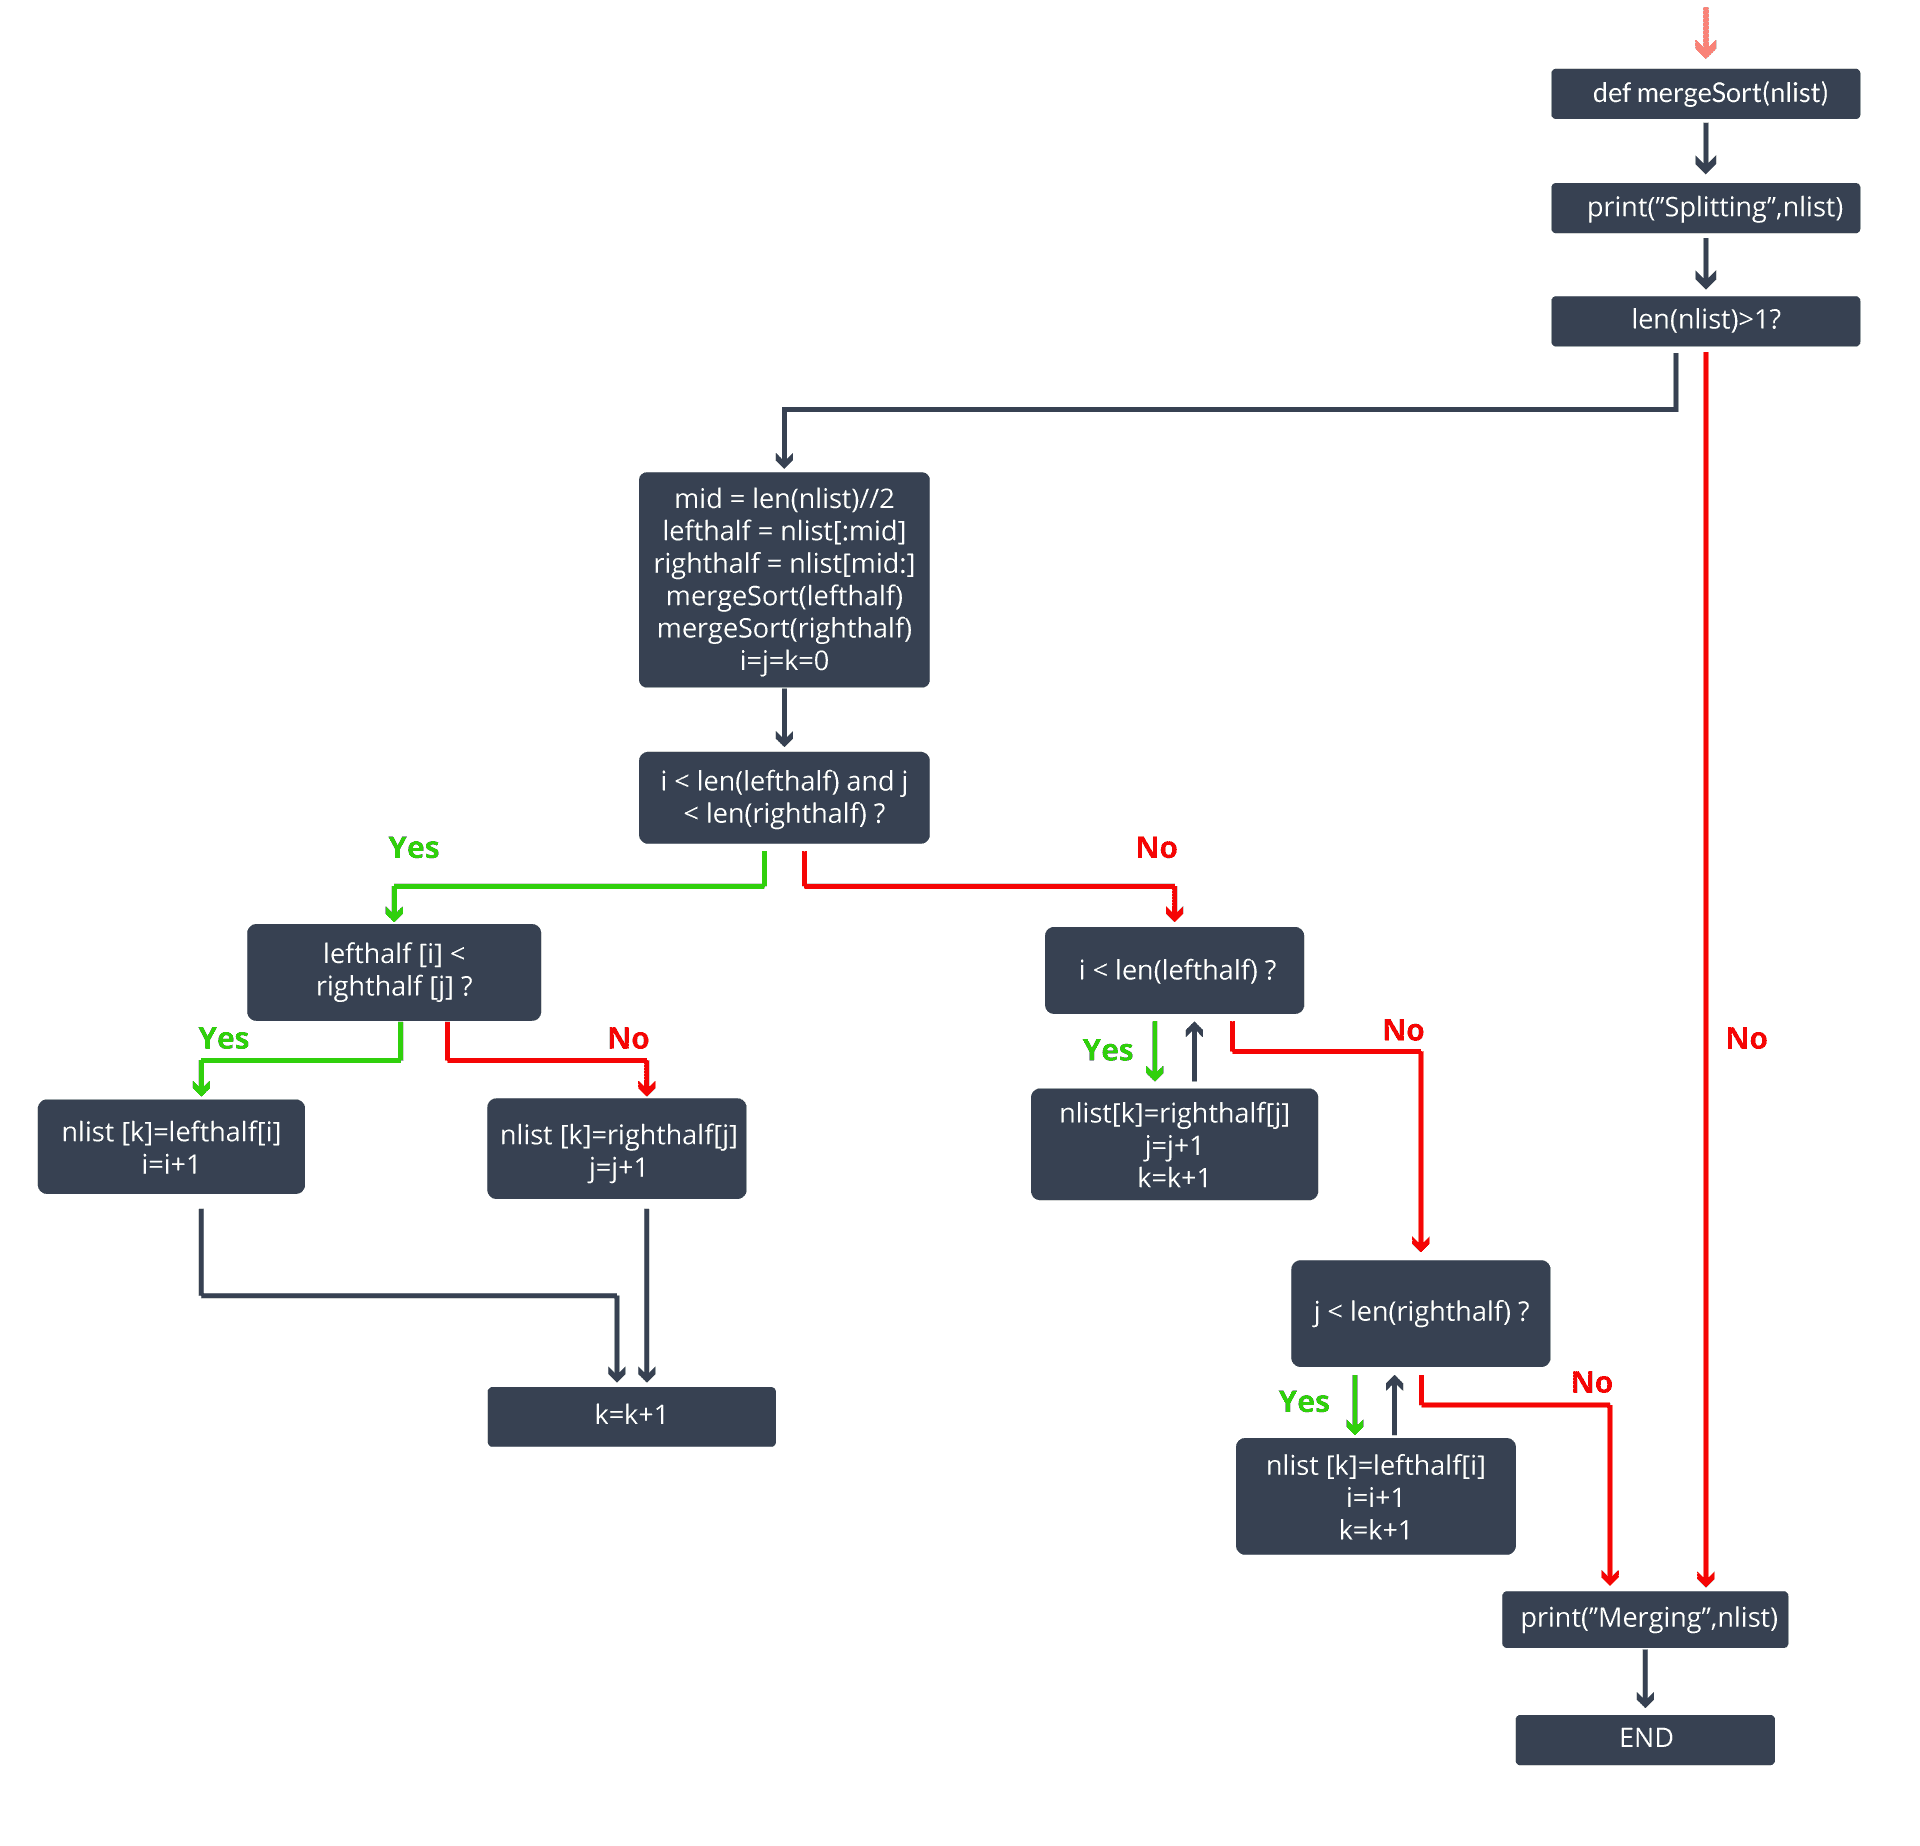 def mergeSort(nlist)
print(”Splitting”,nlist)
len(nlist)>1?
mid = len(nlist)//2
lefthalf = nlist[:mid]
righthalf = nlist[mid:]
mergeSort(lefthalf)
mergeSort(righthalf)
i=j=k=0
i < len(lefthalf) and j
< len(righthalf) ?
Yes
No
lefthalf [i] <
righthalf [j] ?
i < len(lefthalf) ?
Yes
No
Yes
No
No
nlist [k]=lefthalf[i]
i=i+1
nlist [k]=righthalf[j]
j=j+1
nlist[k]=righthalf[j]
j=j+1
k=k+1
j < len(righthalf) ?
Yes
No
k=k+1
nlist [k]=lefthalf[i]
i=i+1
k=k+1
print(”Merging”,nlist)
END